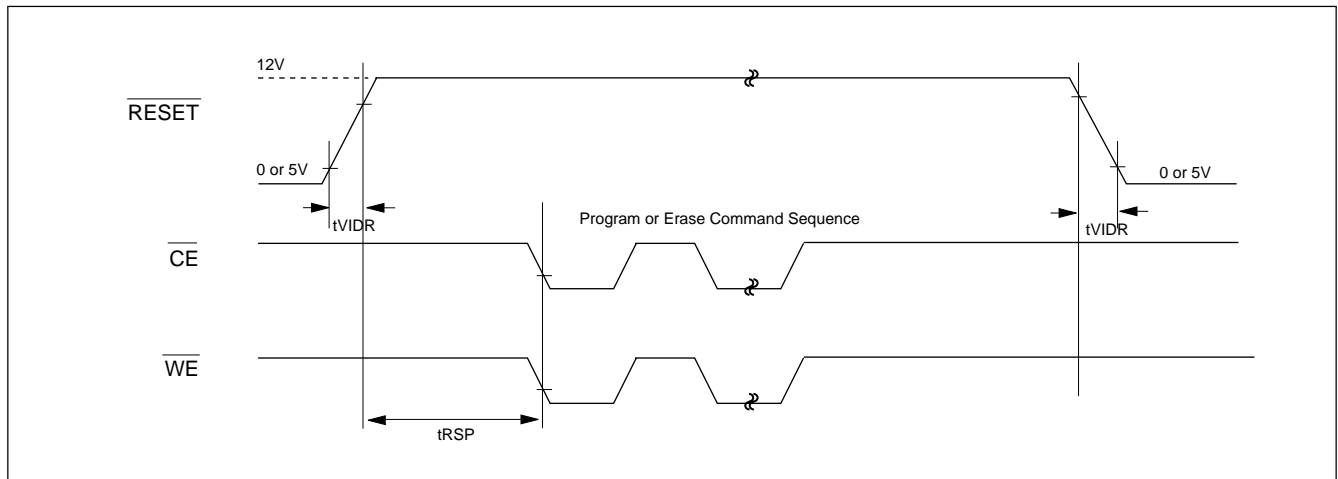 12V
RESET
0 or 5V
0 or 5V
tVIDR
tVIDR
Program or Erase Command Sequence
CE
WE
tRSP